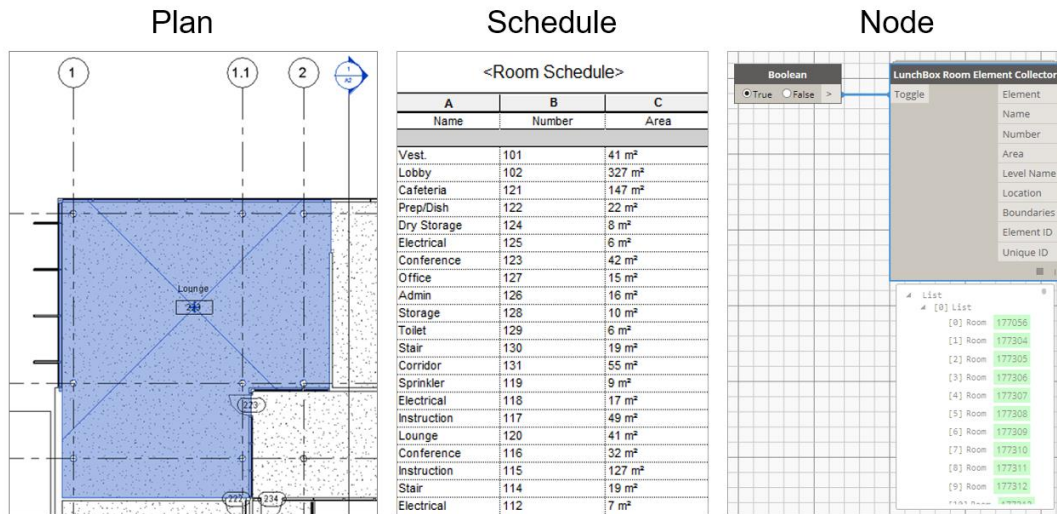 Plan
Schedule
Node
1
1.1
2
1
A2
Lounge
223
222
234
<Room Schedule>
A B C
Name Number Area
Vest. 101 41 m²
Lobby 102 327 m²
Cafeteria 121 147 m²
Prep/Dish 122 22 m²
Dry Storage 124 8 m²
Electrical 125 6 m²
Conference 123 42 m²
Office 127 15 m²
Admin 126 16 m²
Storage 128 10 m²
Toilet 129 6 m²
Stair 130 19 m²
Corridor 131 55 m²
Sprinkler 119 9 m²
Electrical 118 17 m²
Instruction 117 49 m²
Lounge 120 41 m²
Conference 116 32 m²
Instruction 115 127 m²
Stair 114 19 m²
Electrical 112 7 m²
Boolean
True False >
LunchBox Room Element Collector
Toggle Element
Name
Number
Area
Level Name
Location
Boundaries
Element ID
Unique ID
List
[0] List
[0] Room 177056
[1] Room 177304
[2] Room 177305
[3] Room 177306
[4] Room 177307
[5] Room 177308
[6] Room 177309
[7] Room 177310
[8] Room 177311
[9] Room 177312